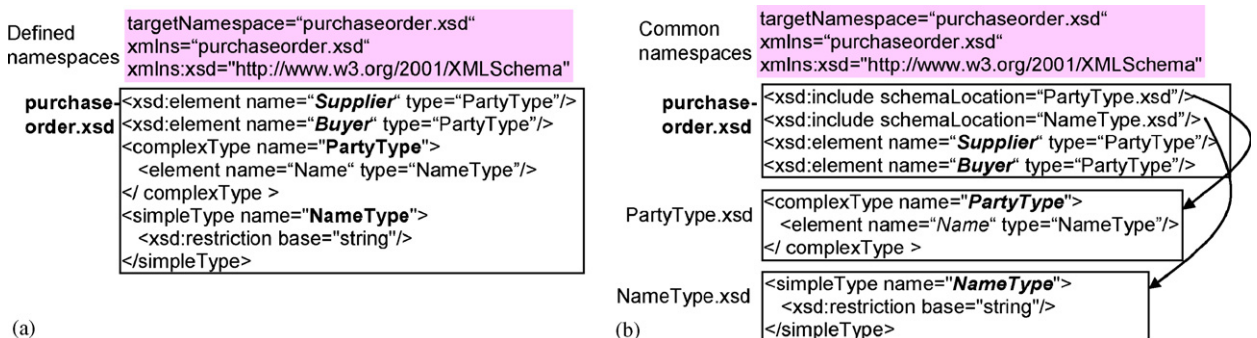 Defined
namespaces
targetNamespace=“purchaseorder.xsd“
xmlns=“purchaseorder.xsd“
xmlns:xsd="http://www.w3.org/2001/XMLSchema"
purchase-
order.xsd
<xsd:element name=“Supplier“ type=“PartyType”/>
<xsd:element name=“Buyer“ type=“PartyType”/>
<complexType name="PartyType">
<element name=“Name“ type=“NameType”/>
</ complexType >
<simpleType name="NameType">
<xsd:restriction base="string"/>
</simpleType>
(a)
Common
namespaces
targetNamespace=“purchaseorder.xsd“
xmlns=“purchaseorder.xsd“
xmlns:xsd="http://www.w3.org/2001/XMLSchema"
purchase-
order.xsd
<xsd:include schemaLocation=“PartyType.xsd”/>
<xsd:include schemaLocation=“NameType.xsd”/>
<xsd:element name=“Supplier“ type=“PartyType”/>
<xsd:element name=“Buyer“ type=“PartyType”/>
PartyType.xsd
<complexType name="PartyType">
<element name=“Name“ type=“NameType”/>
</ complexType >
NameType.xsd
<simpleType name="NameType">
<xsd:restriction base="string"/>
</simpleType>
(b)